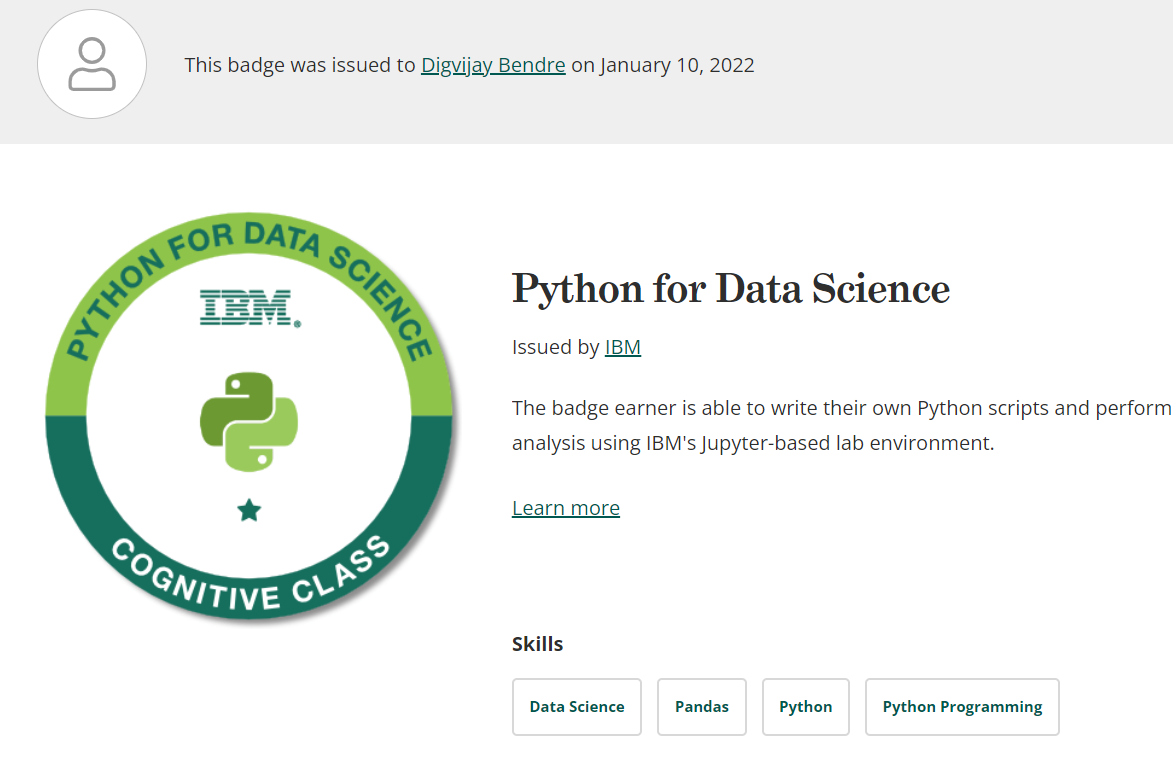 This badge was issued to Digvijay Bendre on January 10, 2022
PYTHON FOR DATA SCIENCE
IBM®
COGNITIVE CLASS
Python for Data Science
Issued by IBM
The badge earner is able to write their own Python scripts and perform
analysis using IBM's Jupyter-based lab environment.
Learn more
Skills
Data Science Pandas Python Python Programming